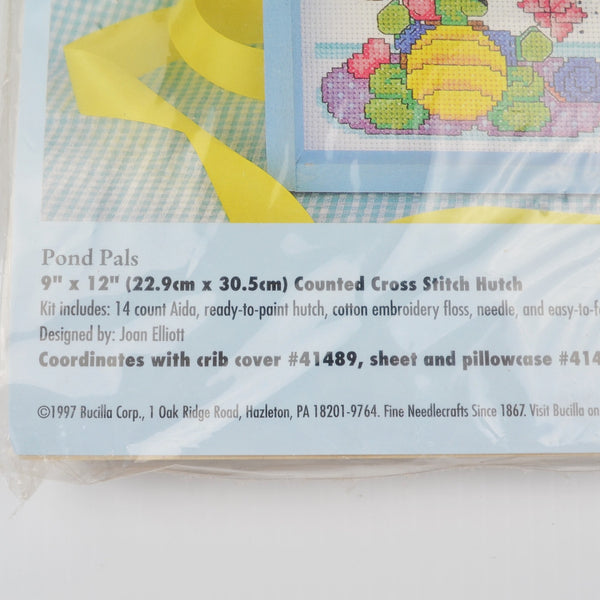 Pond Pals
9" x 12" (22.9cm x 30.5cm) Counted Cross Stitch Hutch
Kit includes: 14 count Aida, ready-to-paint hutch, cotton embroidery floss, needle, and easy-to-f
Designed by: Joan Elliott
Coordinates with crib cover #41489, sheet and pillowcase #414
©1997 Bucilla Corp., 1 Oak Ridge Road, Hazleton, PA 18201-9764. Fine Needlecrafts Since 1867. Visit Bucilla on